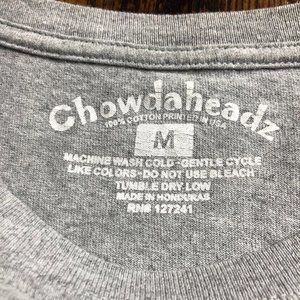 Chowdaheadz
100% COTTON PRINTED IN USA
M
MACHINE WASH COLD - GENTLE CYCLE
LIKE COLORS - DO NOT USE BLEACH
TUMBLE DRY LOW
MADE IN HONDURAS
RN# 127241